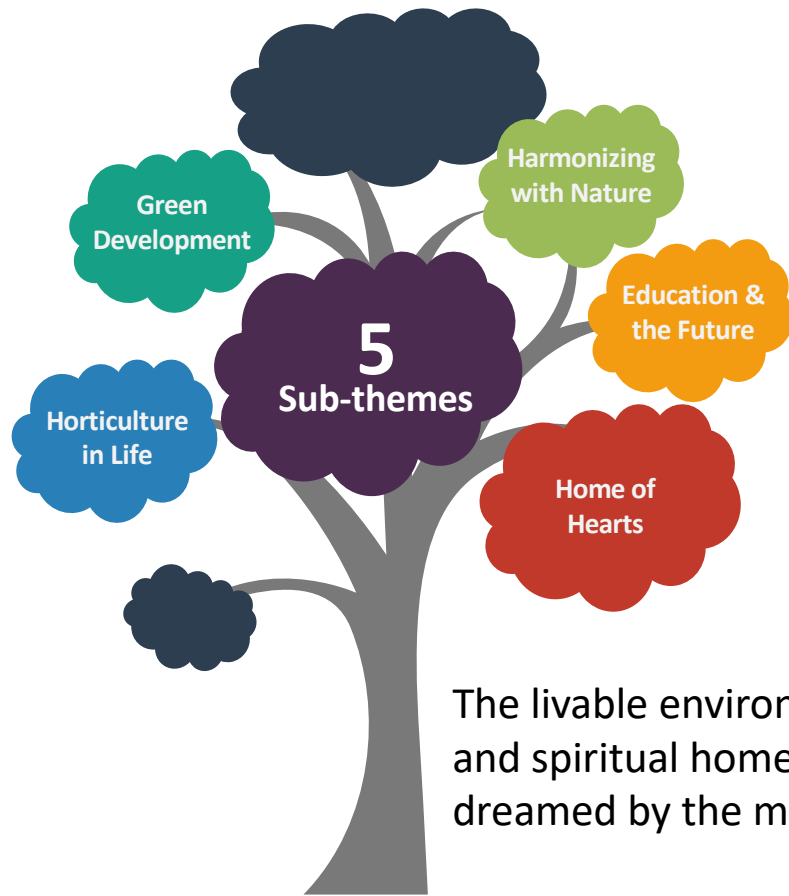 Harmonizing
with Nature
Green
Development
Education &
the Future
5
Sub-themes
Horticulture
in Life
Home of
Hearts
The livable
and spiritual home
dreamed by the